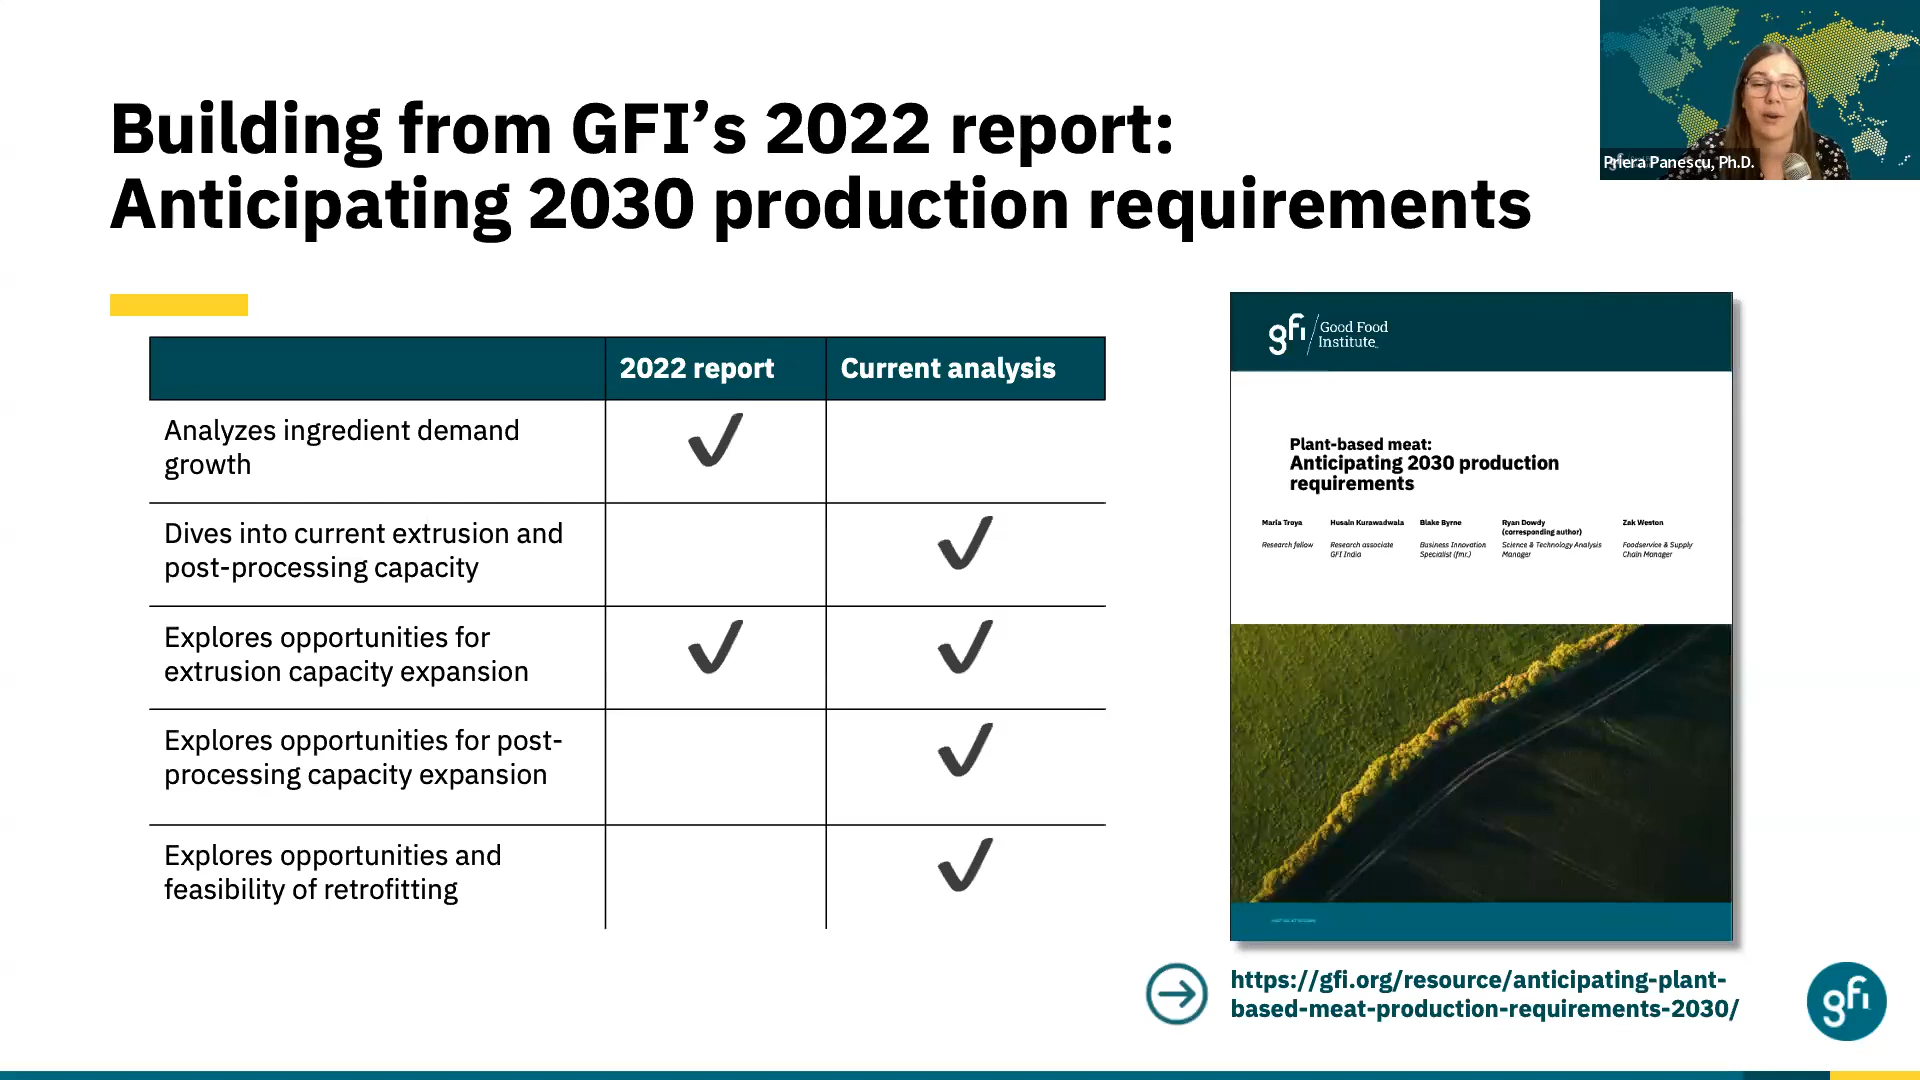 Building from GFI's 2022 report:
Anticipating 2030 production requirements
Priera Panescu, Ph.D.
2022 report
Current analysis
Analyzes ingredient demand
growth
✓
Dives into current extrusion and
post-processing capacity
✓
Explores opportunities for
extrusion capacity expansion
✓
✓
Explores opportunities for post-
processing capacity expansion
✓
Explores opportunities and
feasibility of retrofitting
✓
gfi
Good Food
Institute
Plant-based meat:
Anticipating 2030 production
requirements
Maria Troya
Research fellow
Husain Kurawadwala
Research associate
GFI India
Blake Byrne
Business Innovation
Specialist (fmr.)
Ryan Dowdy
(corresponding author)
Science & Technology Analysis
Manager
Zak Weston
Foodservice & Supply
Chain Manager
https://gfi.org/resource/anticipating-plant-
based-meat-production-requirements-2030/
gfi